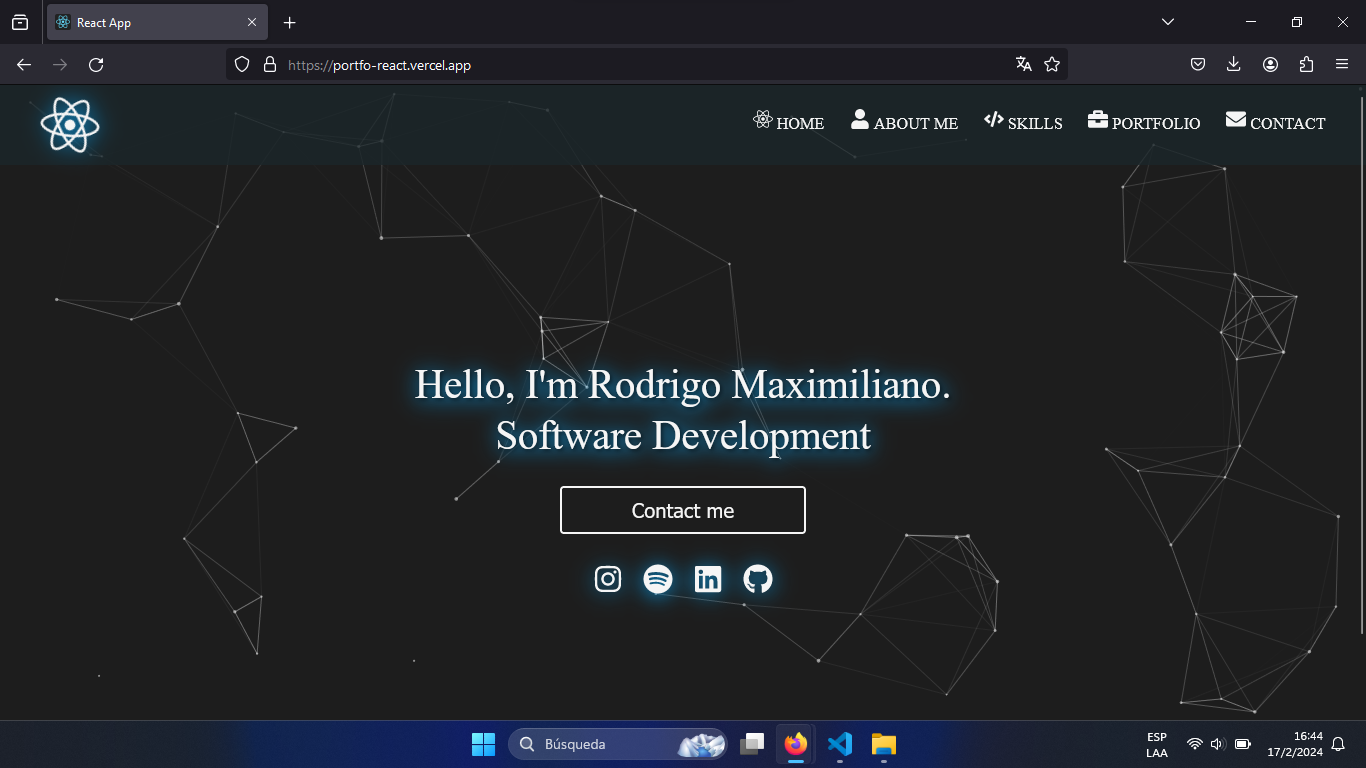 React App
https://portfo-react.vercel.app
HOME
ABOUT ME
SKILLS
PORTFOLIO
CONTACT
Hello, I'm Rodrigo Maximiliano.
Software Development
Contact me
Búsqueda
ESP
LAA
16:44
17/2/2024